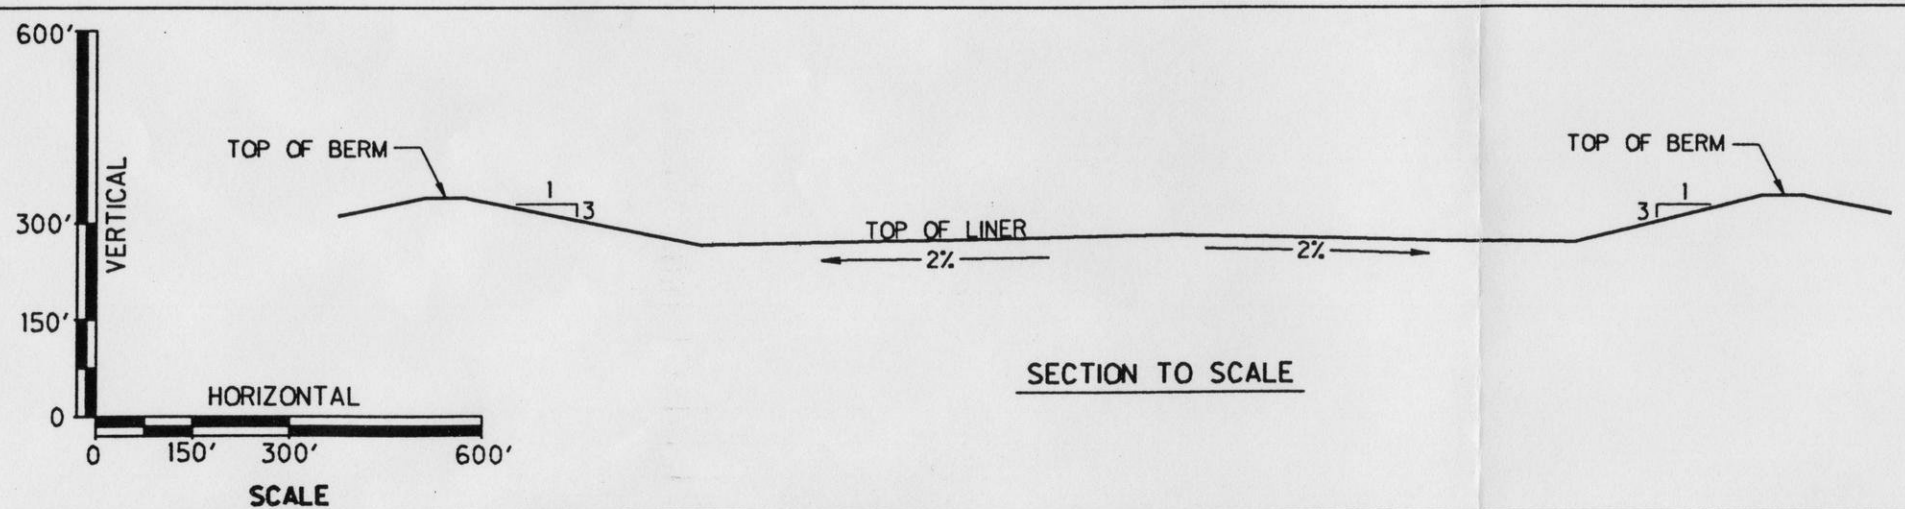 600'
TOP OF BERM
TOP OF BERM
VERTICAL
1
3
3
1
300'
TOP OF LINER
2%
2%
150'
SECTION TO SCALE
HORIZONTAL
0
0
150'
300'
600'
SCALE